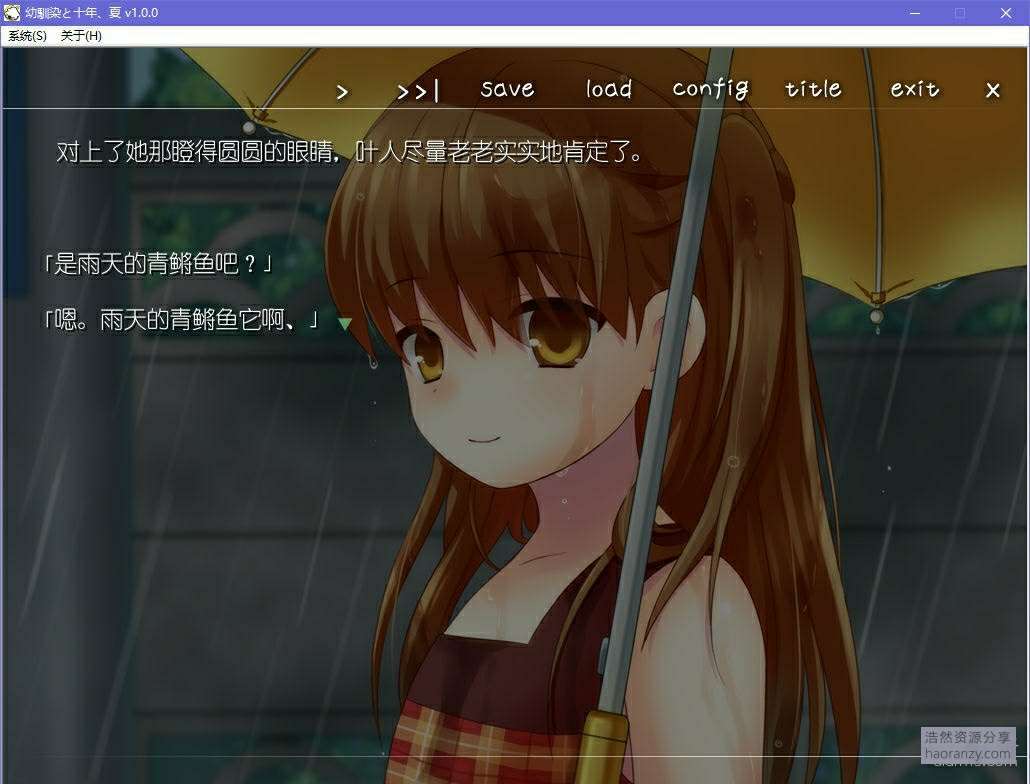 幼馴染と十年、夏 v1.0.0
系统(S) 关于(H)
> >>| save load config title exit x
对上了她那瞪得圆圆的眼睛，叶人尽量老老实实地肯定了。
「是雨天的青鳉鱼吧？」
「嗯。雨天的青鳉鱼它啊、」
浩然资源分享
haoranzy.com